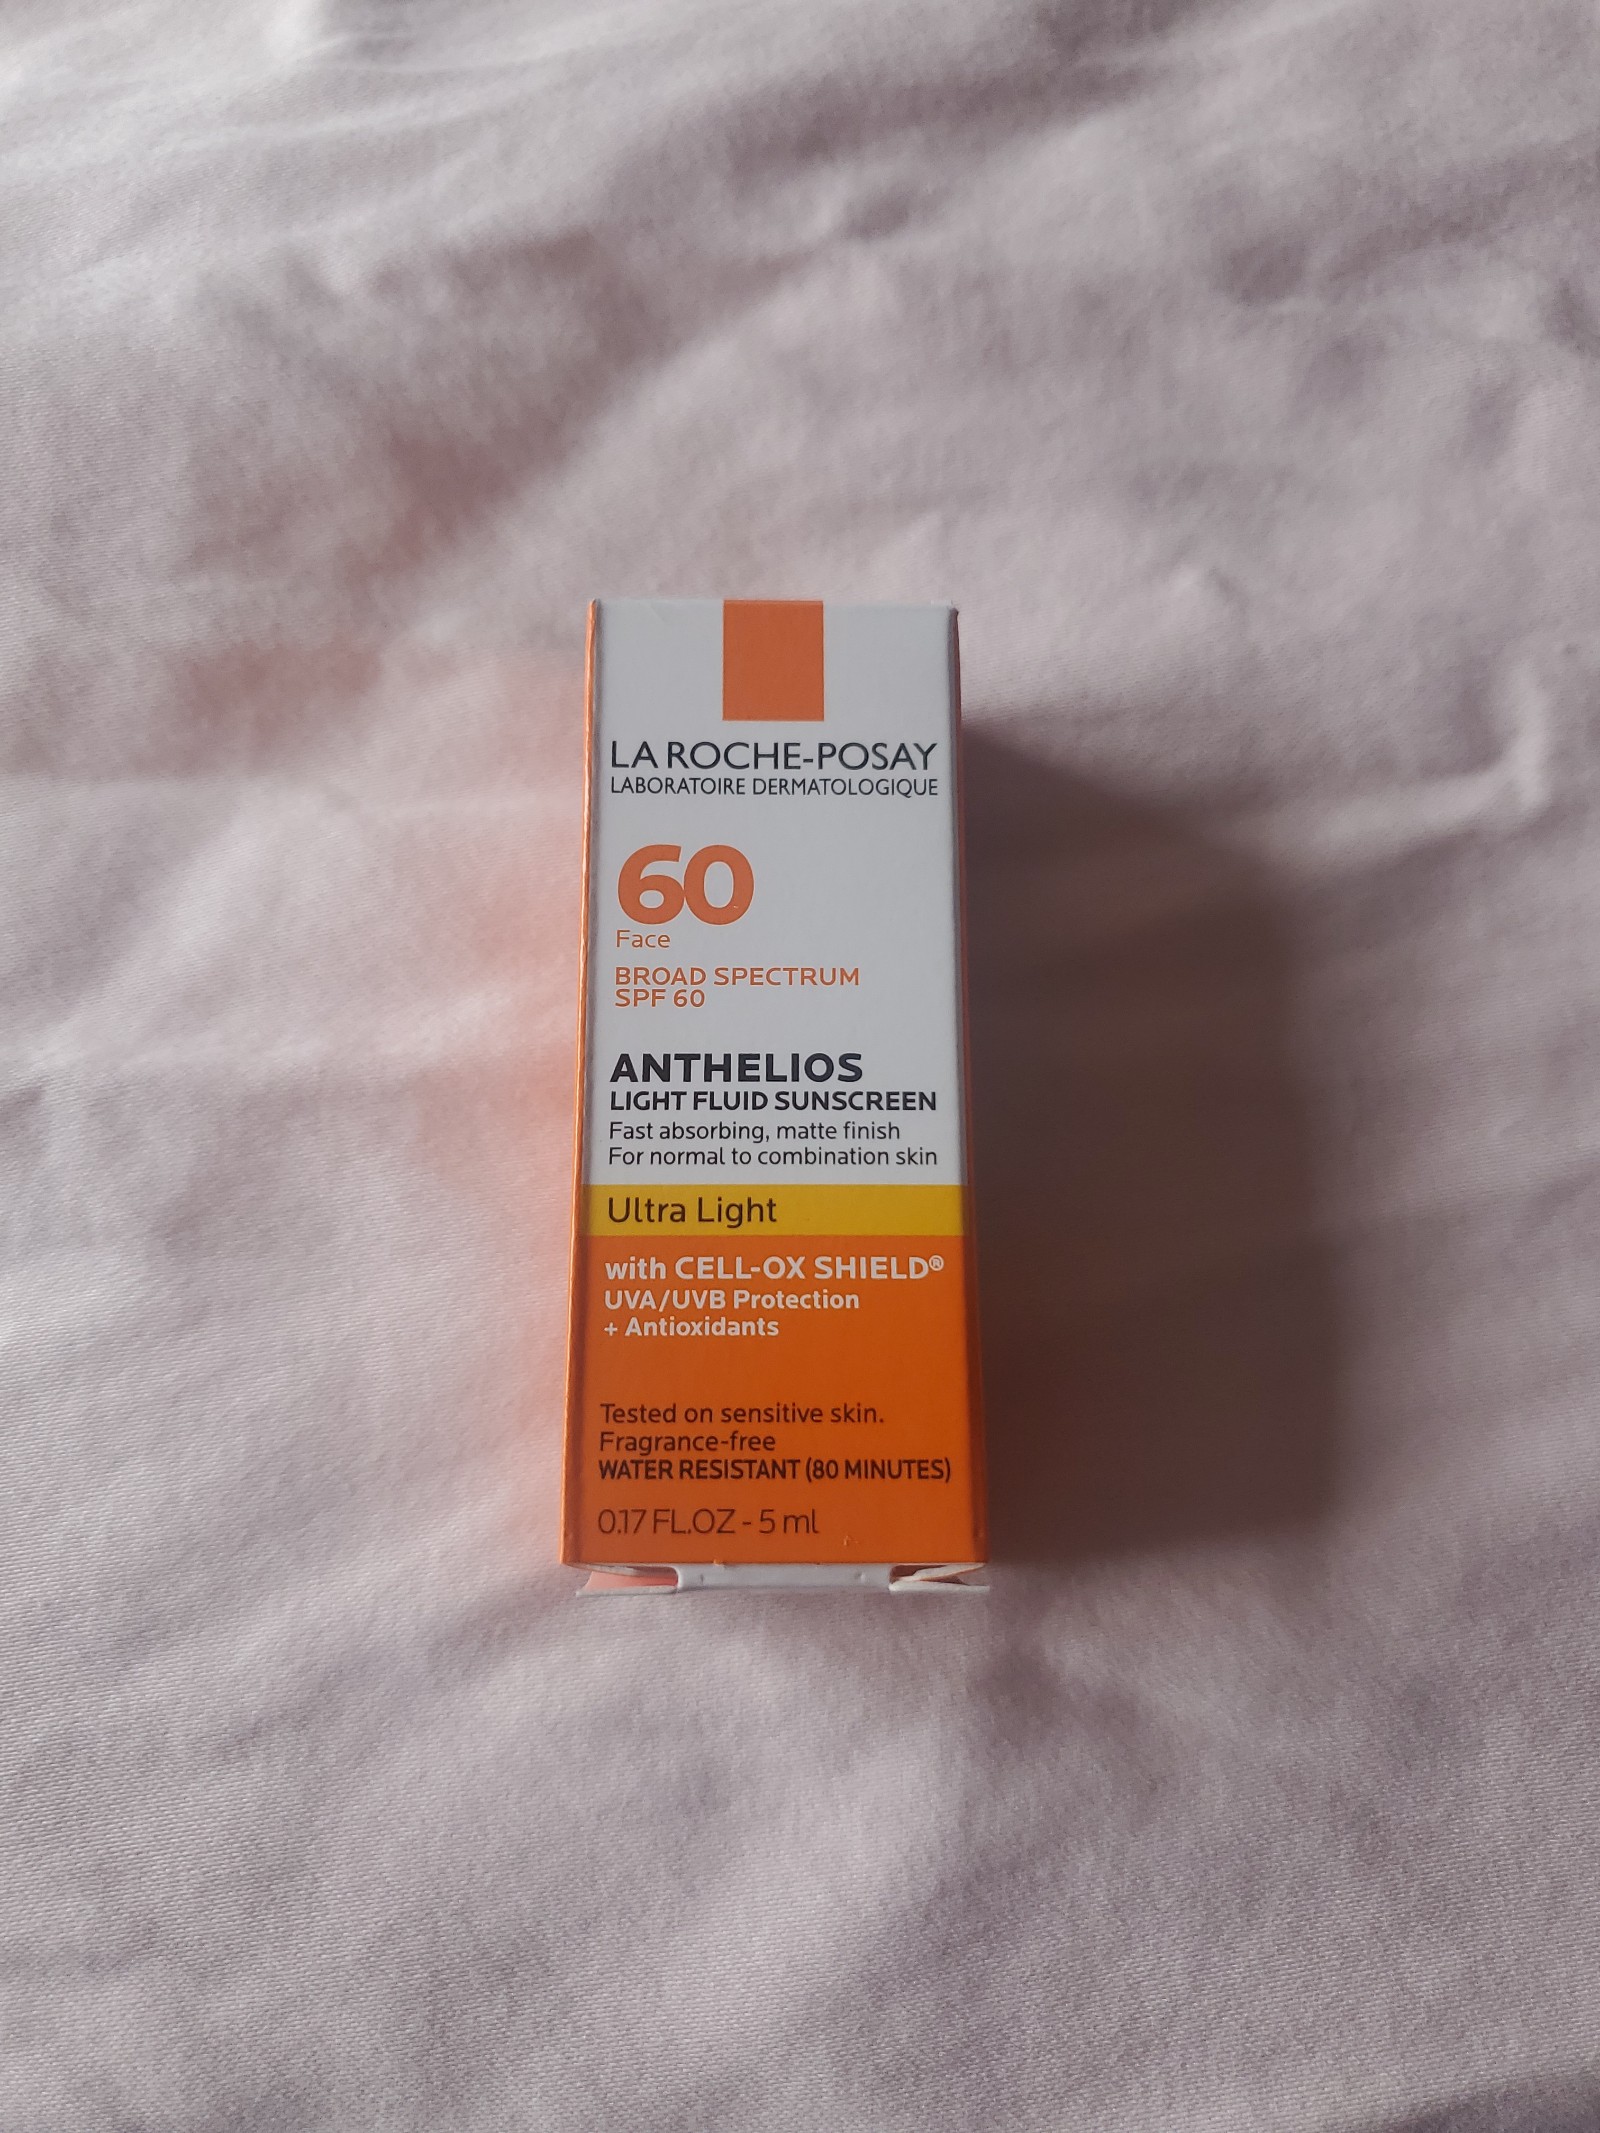 LA ROCHE-POSAY
LABORATOIRE DERMATOLOGIQUE
60
Face
BROAD SPECTRUM
SPF 60
ANTHELIOS
LIGHT FLUID SUNSCREEN
Fast absorbing, matte finish
For normal to combination skin
Ultra Light
with CELL-OX SHIELD®
UVA/UVB Protection
+ Antioxidants
Tested on sensitive skin.
Fragrance-free
WATER RESISTANT (80 MINUTES)
0.17 FL.OZ - 5 ml